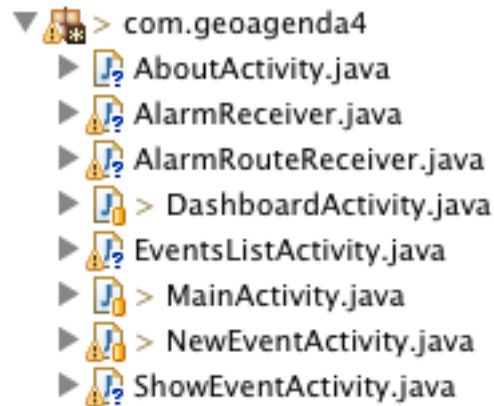 > com.geoagenda4
AboutActivity.java
AlarmReceiver.java
AlarmRouteReceiver.java
> DashboardActivity.java
EventsListActivity.java
> MainActivity.java
> NewEventActivity.java
ShowEventActivity.java